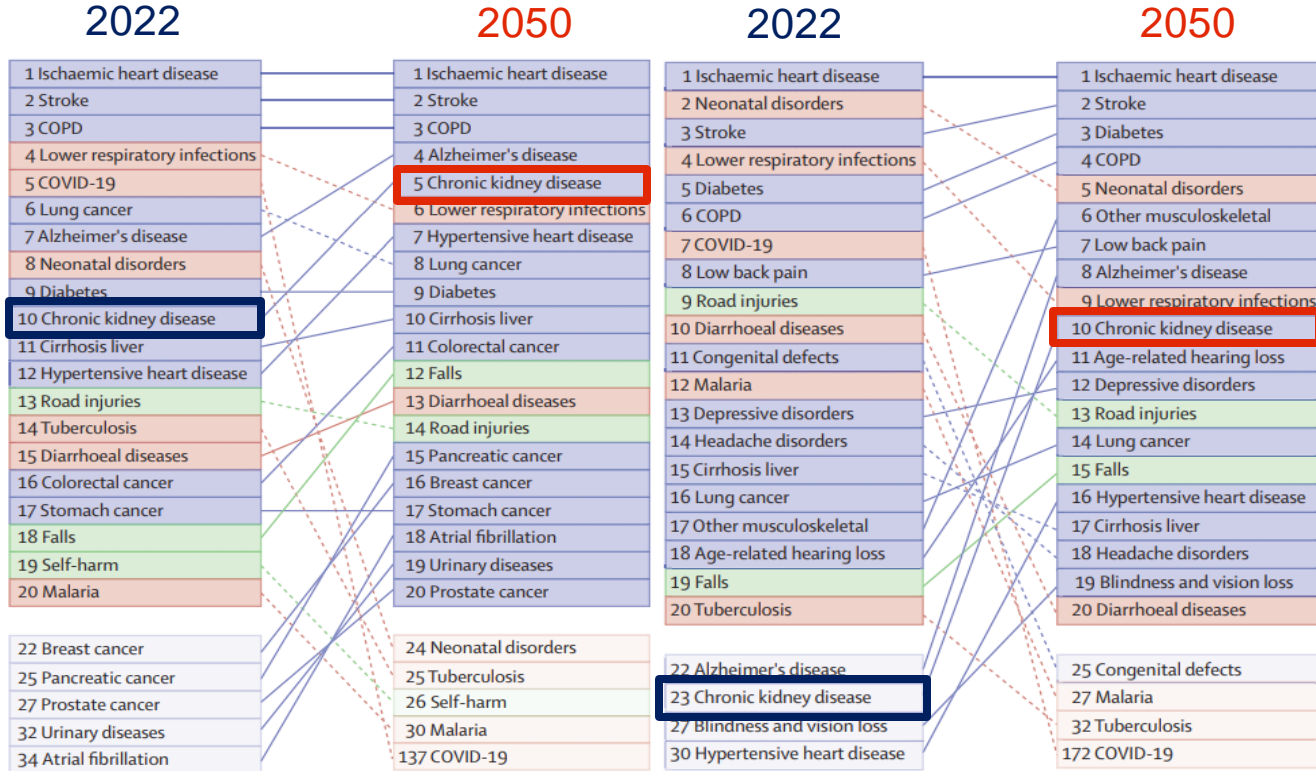 2022
2050
2022
2050
1 Ischaemic heart disease
2 Stroke
3 COPD
4 Lower respiratory infections
5 COVID-19
6 Lung cancer
7 Alzheimer's disease
8 Neonatal disorders
9 Diabetes
10 Chronic kidney disease
11 Cirrhosis liver
12 Hypertensive heart disease
13 Road injuries
14 Tuberculosis
15 Diarrhoeal diseases
16 Colorectal cancer
17 Stomach cancer
18 Falls
19 Self-harm
20 Malaria
22 Breast cancer
25 Pancreatic cancer
27 Prostate cancer
32 Urinary diseases
34 Atrial fibrillation
1 Ischaemic heart disease
2 Stroke
3 COPD
4 Alzheimer's disease
5 Chronic kidney disease
6 Lower respiratory infections
7 Hypertensive heart disease
8 Lung cancer
9 Diabetes
10 Cirrhosis liver
11 Colorectal cancer
12 Falls
13 Diarrhoeal diseases
14 Road injuries
15 Pancreatic cancer
16 Breast cancer
17 Stomach cancer
18 Atrial fibrillation
19 Urinary diseases
20 Prostate cancer
24 Neonatal disorders
25 Tuberculosis
26 Self-harm
30 Malaria
137 COVID-19
1 Ischaemic heart disease
2 Neonatal disorders
3 Stroke
4 Lower respiratory infections
5 Diabetes
6 COPD
7 COVID-19
8 Low back pain
9 Road injuries
10 Diarrhoeal diseases
11 Congenital defects
12 Malaria
13 Depressive disorders
14 Headache disorders
15 Cirrhosis liver
16 Lung cancer
17 Other musculoskeletal
18 Age-related hearing loss
19 Falls
20 Tuberculosis
22 Alzheimer's disease
23 Chronic kidney disease
27 Blindness and vision loss
30 Hypertensive heart disease
1 Ischaemic heart disease
2 Stroke
3 Diabetes
4 COPD
5 Neonatal disorders
6 Other musculoskeletal
7 Low back pain
8 Alzheimer's disease
9 Lower respiratory infections
10 Chronic kidney disease
11 Age-related hearing loss
12 Depressive disorders
13 Road injuries
14 Lung cancer
15 Falls
16 Hypertensive heart disease
17 Cirrhosis liver
18 Headache disorders
19 Blindness and vision loss
20 Diarrhoeal diseases
25 Congenital defects
27 Malaria
32 Tuberculosis
172 COVID-19